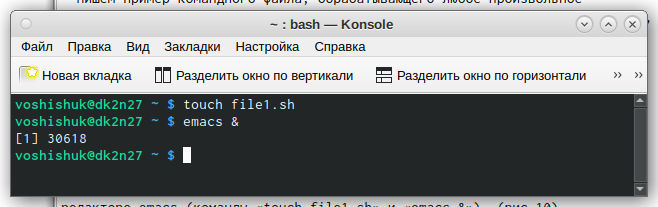 пишем пример командного файла, обрабатывающего любое произвольное
~ : bash — Konsole
Файл Правка Вид Закладки Настройка Справка
Новая вкладка Разделить окно по вертикали Разделить окно по горизонтали
voshishuk@dk2n27 ~ $ touch file1.sh
voshishuk@dk2n27 ~ $ emacs &
[1] 30618
voshishuk@dk2n27 ~ $
редакторе emacs (команды «touch file1.sh» и «emacs &») (рис 10)